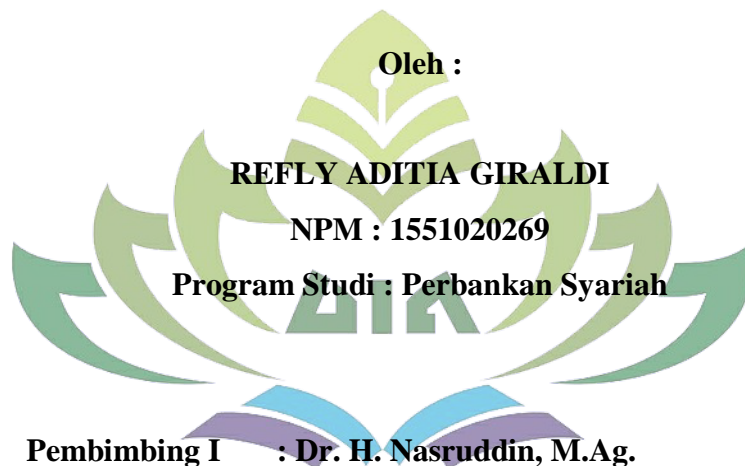 Oleh :
REFLY ADITIA GIRALDI
NPM : 1551020269
Program Studi : Perbankan Syariah
Pembimbing I : Dr. H. Nasruddin, M.Ag.